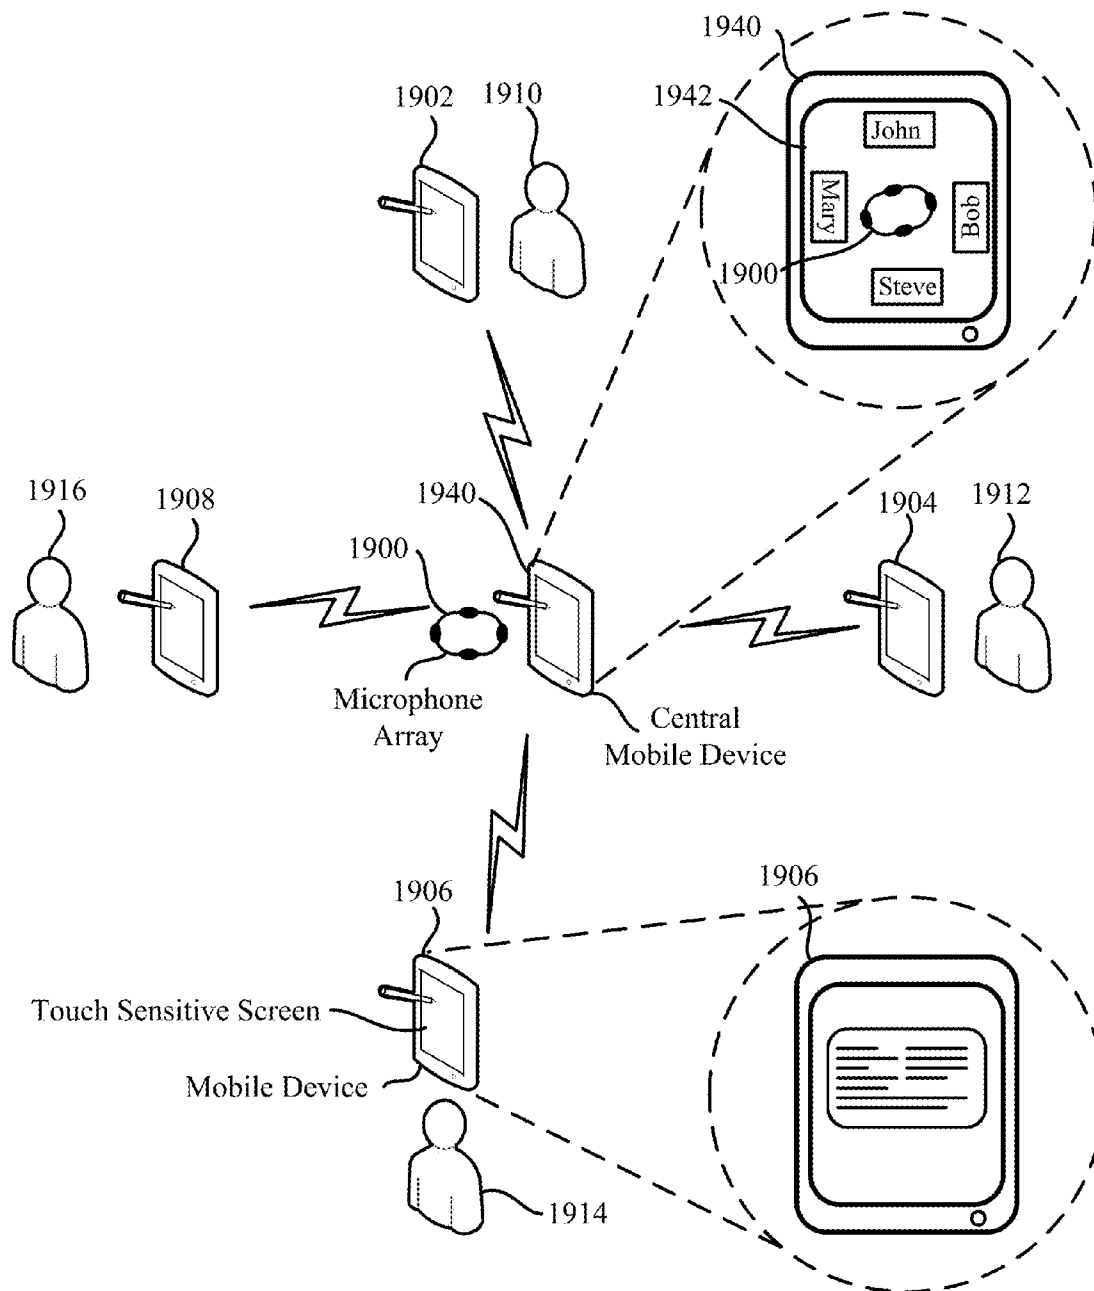 1940
1902
1910
1942
John
Mary
Bob
1900
Steve
1916
1908
1940
1904
1912
1900
Microphone
Array
Central
Mobile Device
1906
1906
Touch Sensitive Screen
Mobile Device
1914